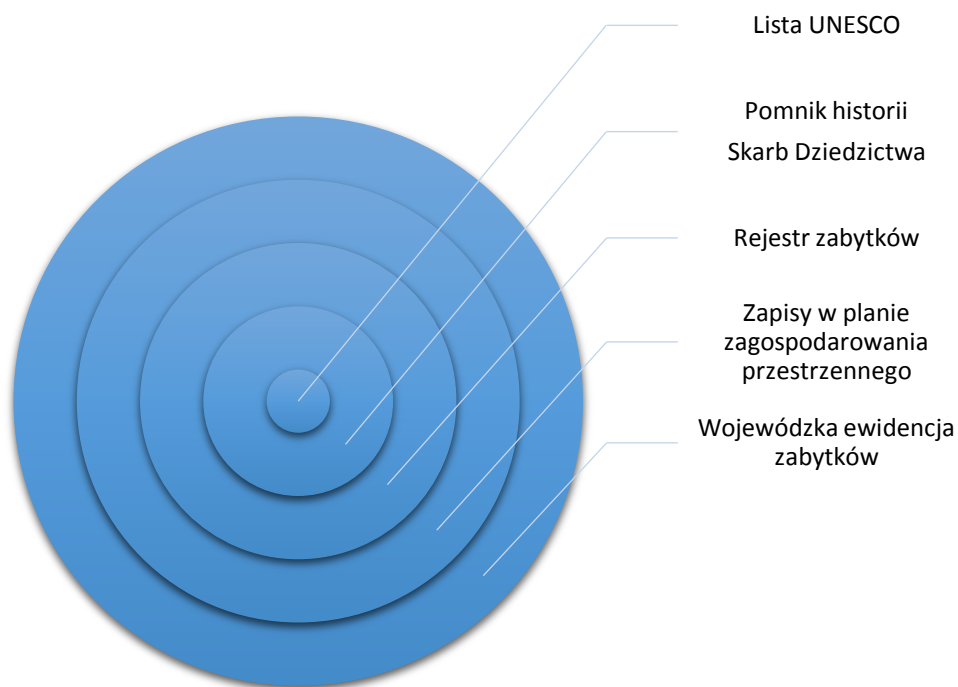 Lista UNESCO
Pomnik historii
Skarb Dziedzictwa
Rejestr zabytków
Zapisy w planie
zagospodarowania
przestrzennego
Wojewódzka ewidencja
zabytków